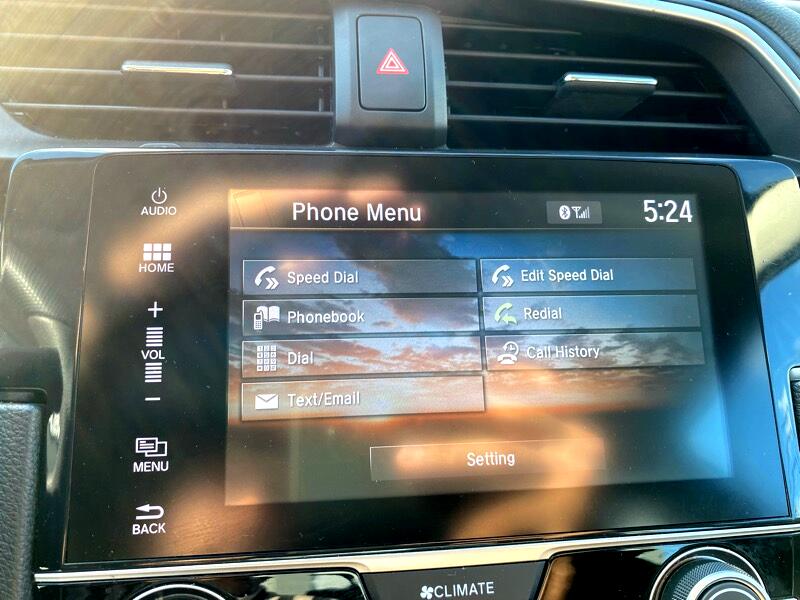 AUDIO
HOME
+
VOL
−
MENU
BACK
Phone Menu
5:24
Speed Dial
Edit Speed Dial
Phonebook
Redial
Dial
Call History
Text/Email
Setting
CLIMATE